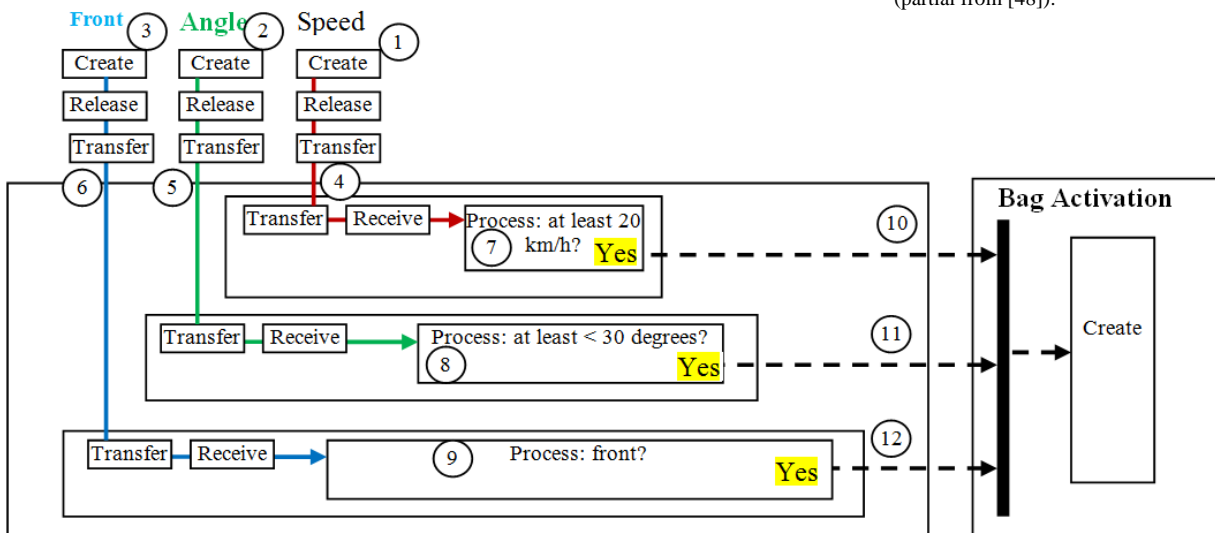 (partial from [48]).
Front
3
Angle
2
Speed
1
Create
Create
Create
Release
Release
Release
Transfer
Transfer
Transfer
6
5
4
Transfer
Receive
Process: at least 20
km/h?
7
Yes
10
Bag Activation
Transfer
Receive
Process: at least < 30 degrees?
8
Yes
11
Create
Transfer
Receive
9
Process: front?
Yes
12